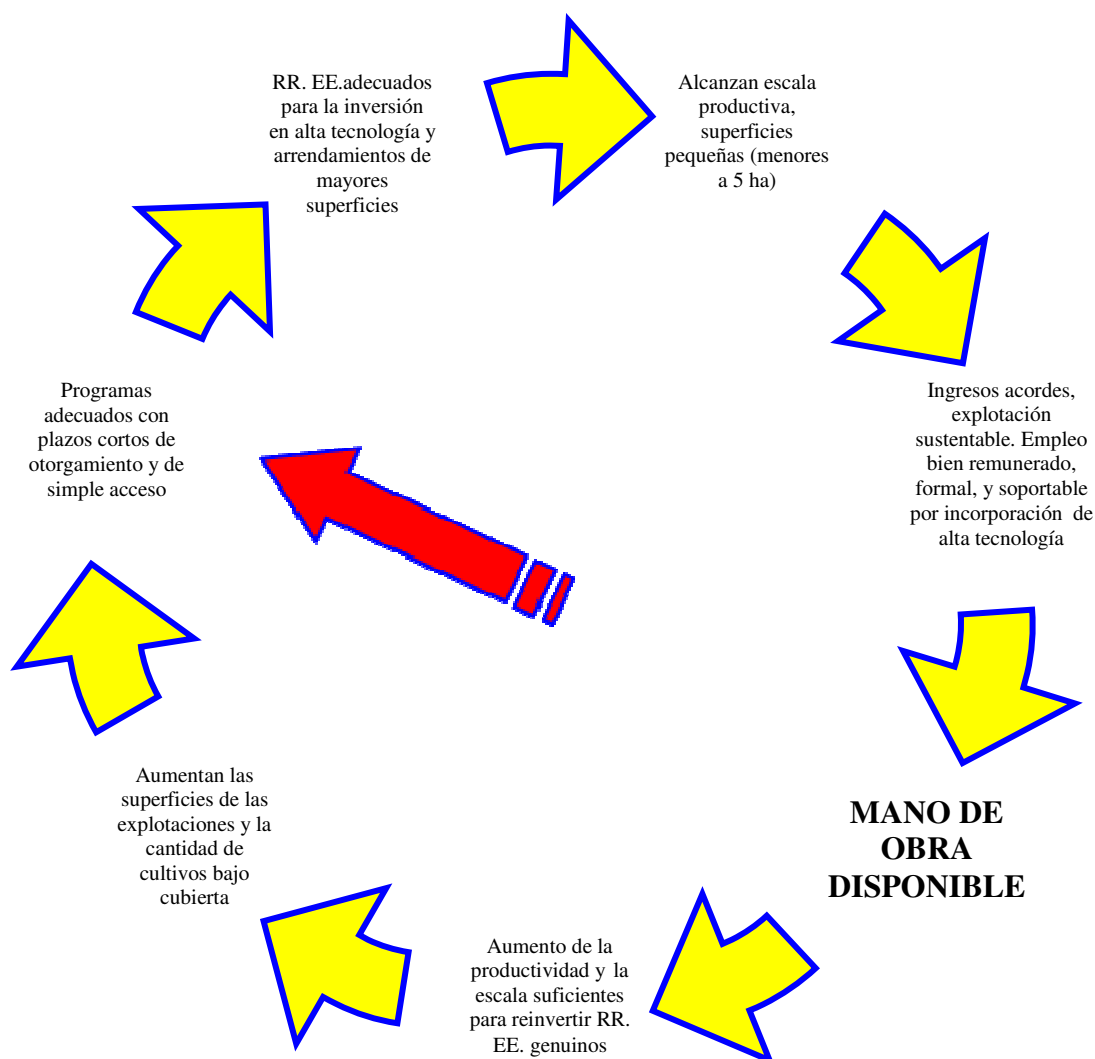 RR. EE.adecuados
para la inversión
en alta tecnología y
arrendamientos de
mayores
superficies
Alcanzan escala
productiva,
superficies
pequeñas (menores
a 5 ha)
Ingresos acordes,
explotación
sustentable. Empleo
bien remunerado,
formal, y soportable
por incorporación de
alta tecnología
MANO DE
OBRA
DISPONIBLE
Aumento de la
productividad y la
escala suficientes
para reinvertir RR.
EE. genuinos
Aumentan las
superficies de las
explotaciones y la
cantidad de
cultivos bajo
cubierta
Programas
adecuados con
plazos cortos de
otorgamiento y de
simple acceso